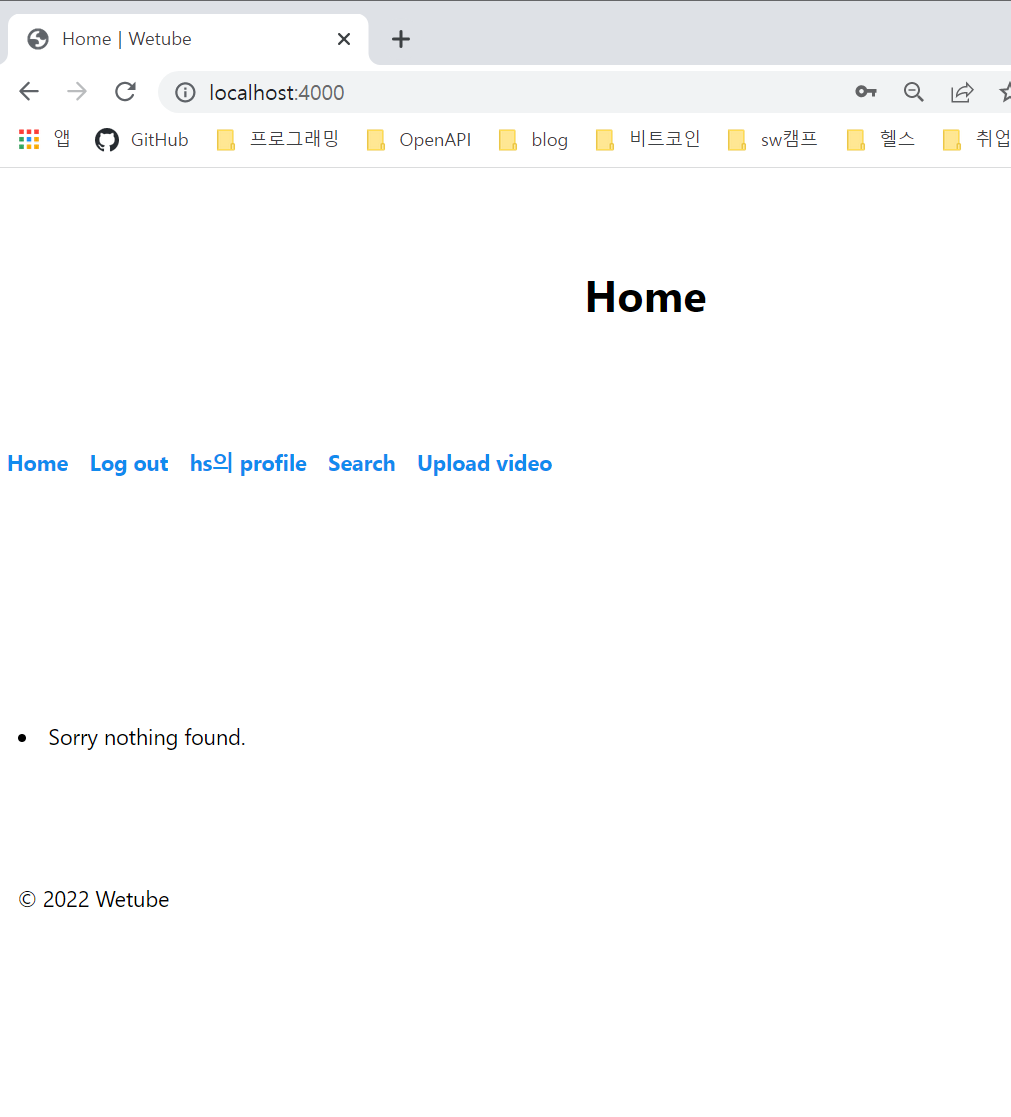 Home | Wetube
localhost:4000
앱 GitHub 프로그래밍 OpenAPI blog 비트코인 sw캠프 헬스 취업
Home
Home Log out hs의 profile Search Upload video
Sorry nothing found.
© 2022 Wetube